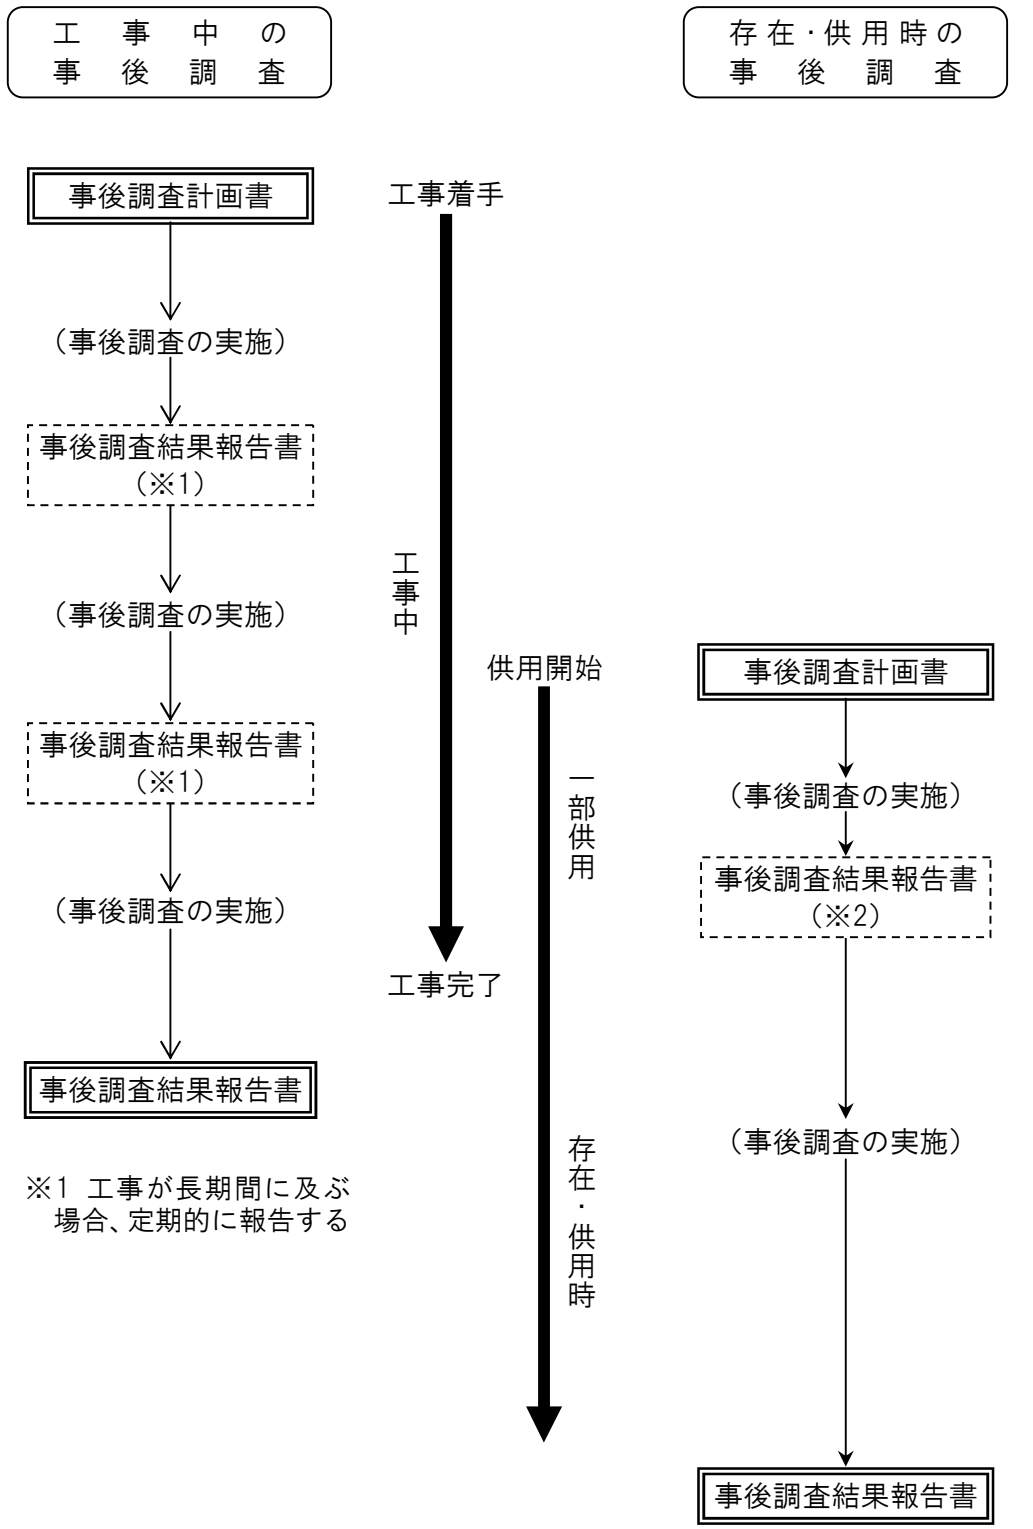 工事中の
事後調査
事後調査計画書
(事後調査の実施)
事後調査結果報告書
(※1)
(事後調査の実施)
事後調査結果報告書
(※1)
(事後調査の実施)
事後調査結果報告書
※1 工事が長期間に及ぶ
場合、定期的に報告する
工事着手
工事中
工事完了
供用開始
一部供用
存在・供用時
存在・供用時の
事後調査
事後調査計画書
(事後調査の実施)
事後調査結果報告書
(※2)
(事後調査の実施)
事後調査結果報告書